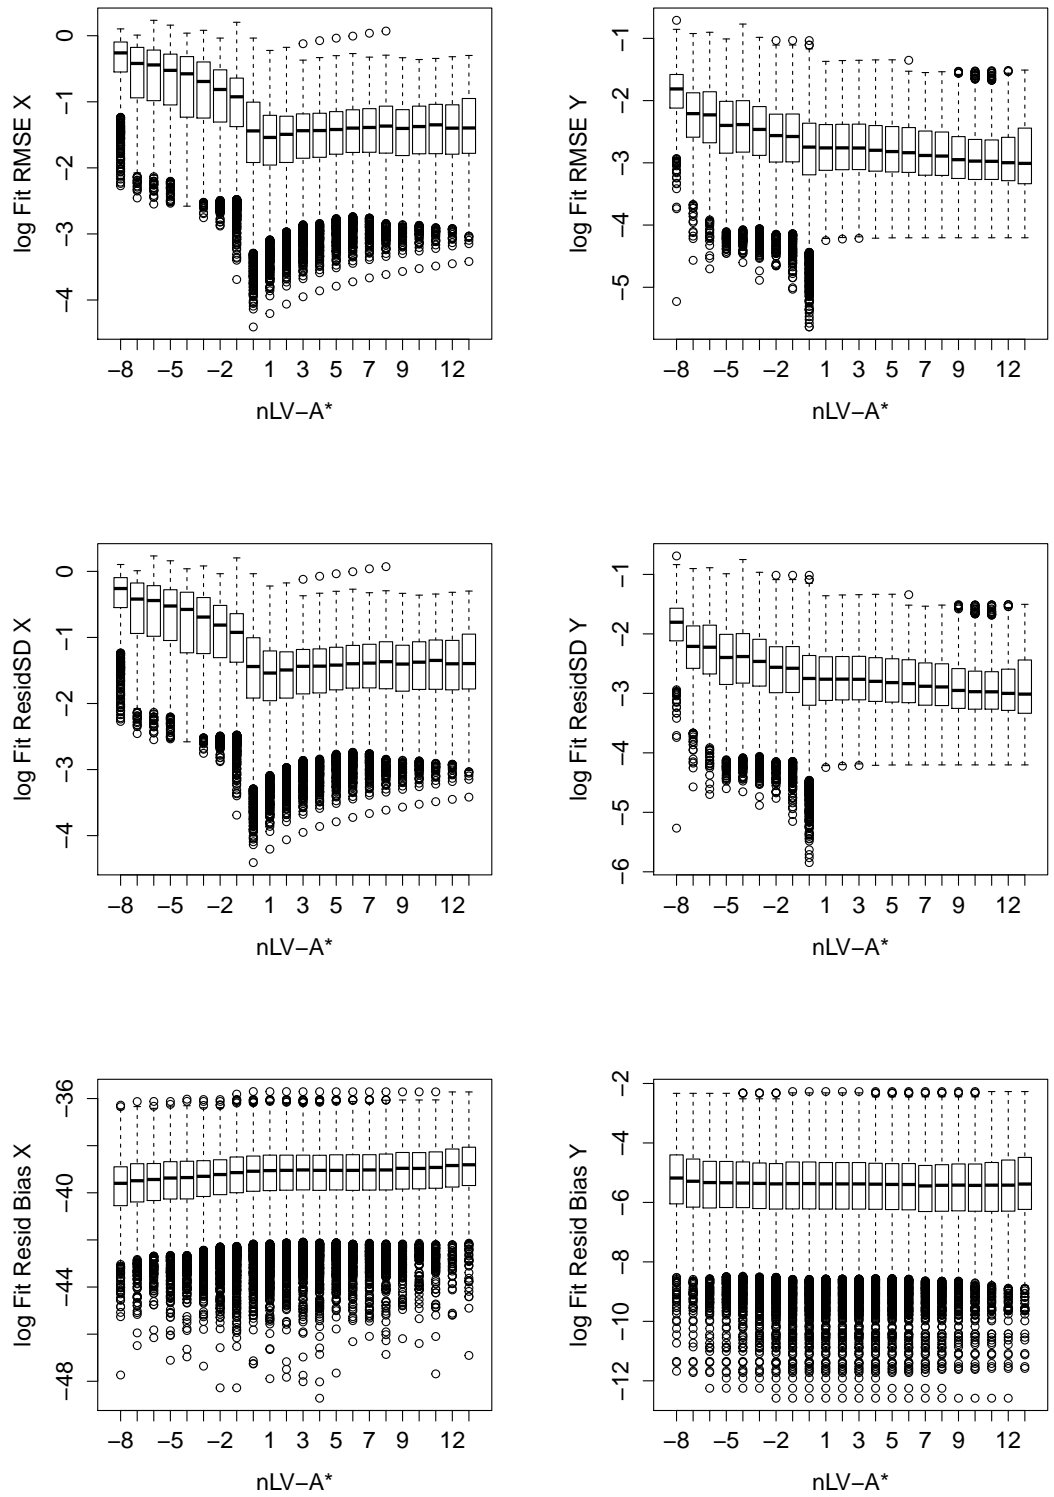 log Fit RMSE X
0
−1
−2
−3
−4
−8 −5 −2 1 3 5 7 9 12
nLV−A*
log Fit RMSE Y
−1
−2
−3
−4
−5
−8 −5 −2 1 3 5 7 9 12
nLV−A*
log Fit ResidSD X
0
−1
−2
−3
−4
−8 −5 −2 1 3 5 7 9 12
nLV−A*
log Fit ResidSD Y
−1
−2
−3
−4
−5
−6
−8 −5 −2 1 3 5 7 9 12
nLV−A*
log Fit Resid Bias X
−36
−40
−44
−48
−8 −5 −2 1 3 5 7 9 12
nLV−A*
log Fit Resid Bias Y
−2
−4
−6
−8
−10
−12
−8 −5 −2 1 3 5 7 9 12
nLV−A*